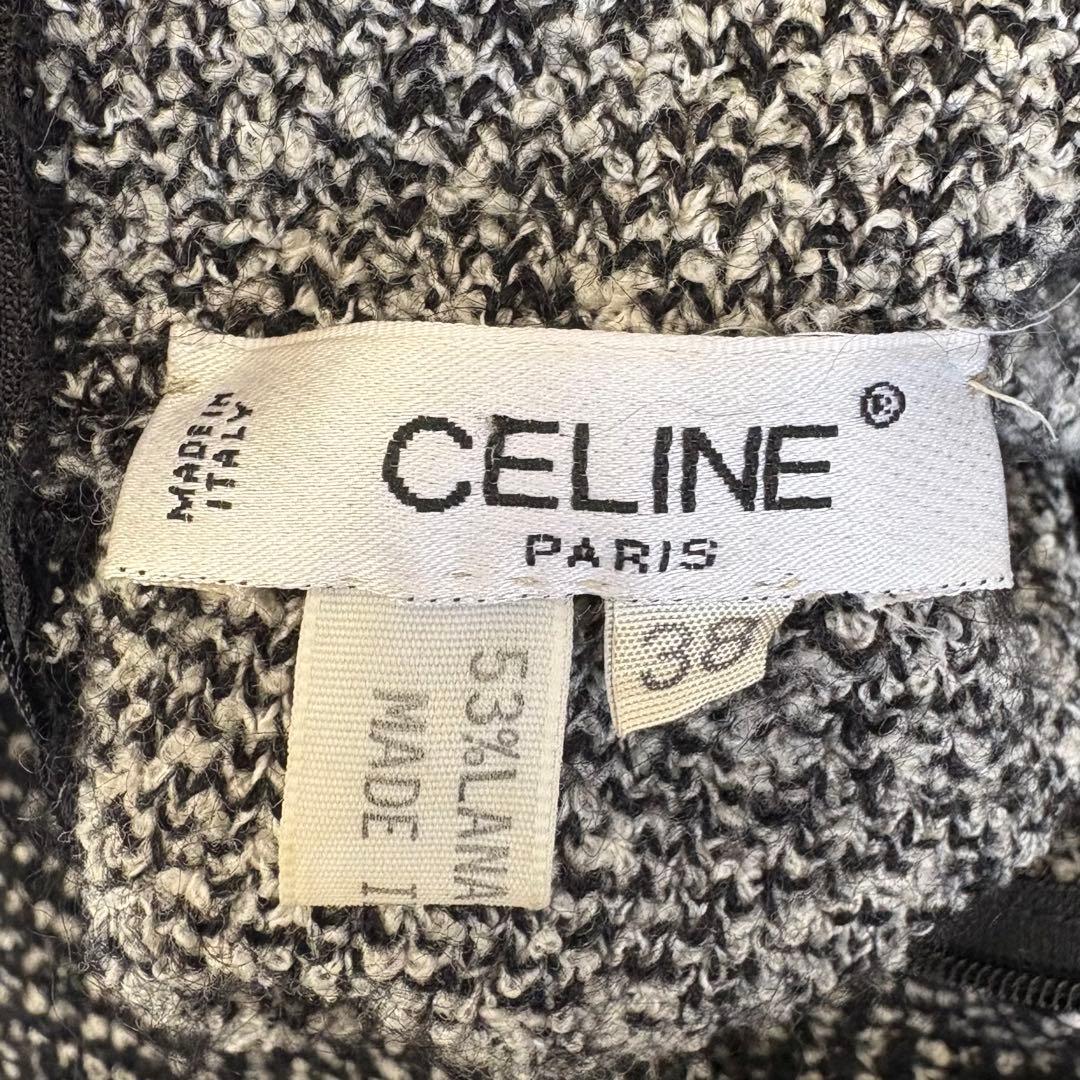 MADE IN
ITALY
CELINE®
PARIS
38
53%LANA
MADE I